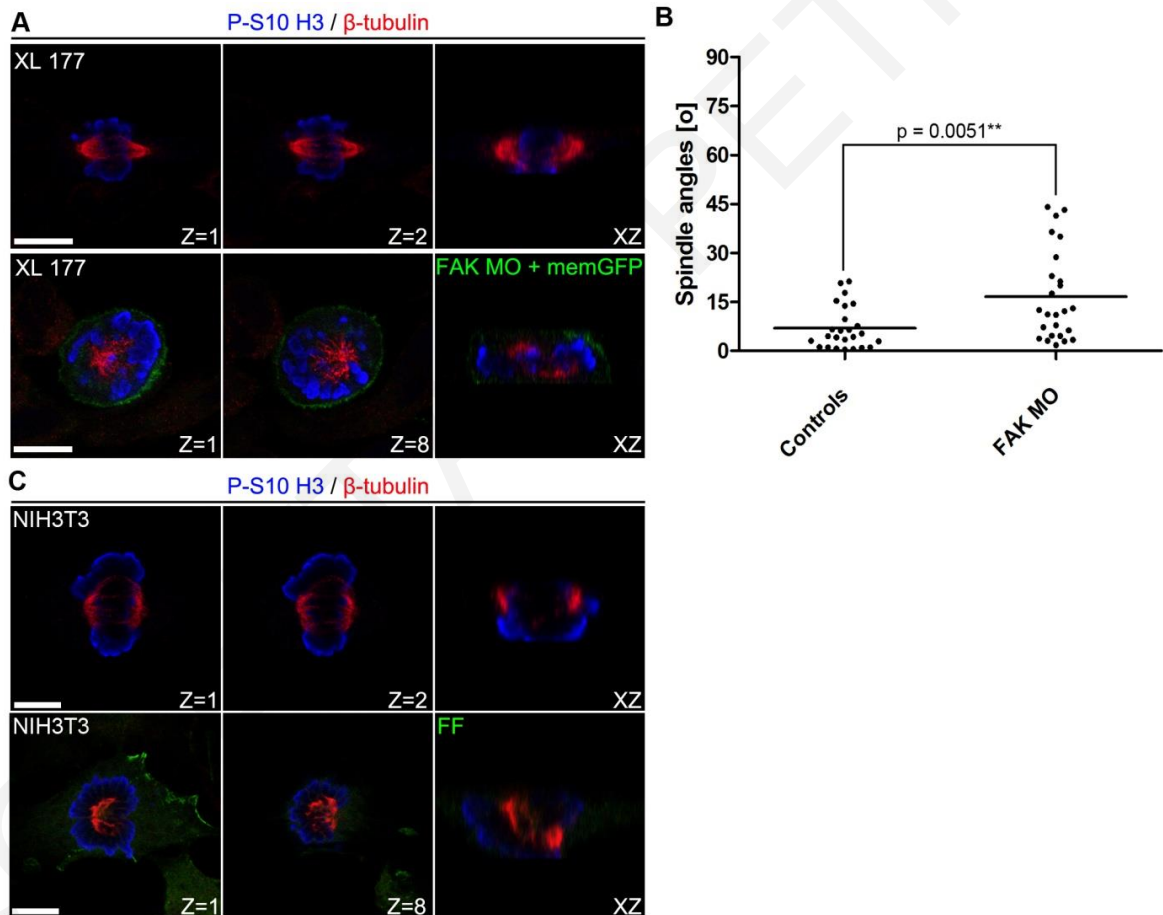 A
P-S10 H3 / β-tubulin
XL 177
Z=1
Z=2
XZ
XL 177
FAK MO + memGFP
Z=1
Z=8
XZ
B
Spindle angles [o]
90
75
60
45
30
15
0
p = 0.0051**
Controls
FAK MO
C
P-S10 H3 / β-tubulin
NIH3T3
Z=1
Z=2
XZ
NIH3T3
FF
Z=1
Z=8
XZ